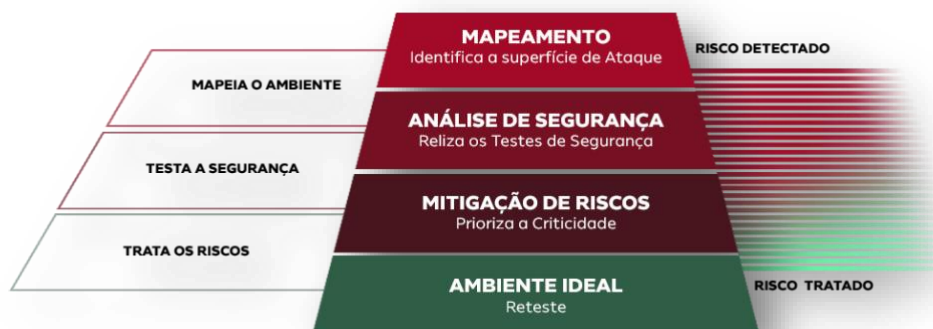 MAPEAMENTO
Identifica a superfície de Ataque
RISCO DETECTADO
MAPEIA O AMBIENTE
ANÁLISE DE SEGURANÇA
Reliza os Testes de Segurança
TESTA A SEGURANÇA
MITIGAÇÃO DE RISCOS
Prioriza a Criticidade
TRATA OS RISCOS
AMBIENTE IDEAL
Reteste
RISCO TRATADO